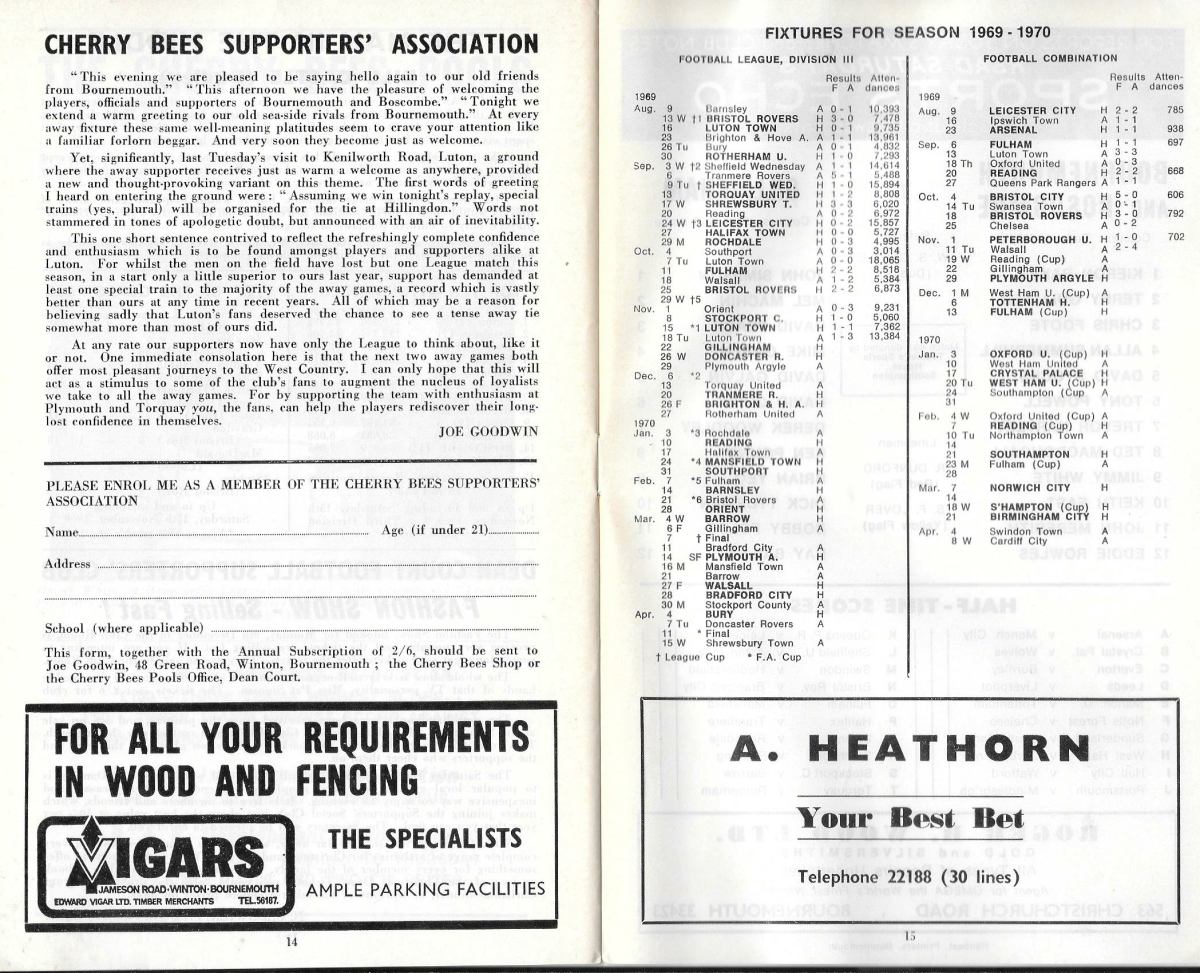 CHERRY BEES SUPPORTERS' ASSOCIATION
“This evening we are pleased to be saying hello again to our old friends
from Bournemouth.” “This afternoon we have the pleasure of welcoming the
players, officials and supporters of Bournemouth and Boscombe.” “Tonight we
extend a warm greeting to our old sea-side rivals from Bournemouth.” At every
away fixture these same well-meaning platitudes seem to crave your attention like
a familiar forlorn beggar. And very soon they become just as welcome.
Yet, significantly, last Tuesday's visit to Kenilworth Road, Luton, a ground
where the away supporter receives just as warm a welcome as anywhere, provided
a new and thought-provoking variant on this theme. The first words of greeting
I heard on entering the ground were : “ Assuming we win tonight's replay, special
trains (yes, plural) will be organised for the tie at Hillingdon.” Words not
stammered in tones of apologetic doubt, but announced with an air of inevitability.
This one short sentence contrived to reflect the refreshingly complete confidence
and enthusiasm which is to be found amongst players and supporters alike at
Luton. For whilst the men on the field have lost but one League match this
season, in a start only a little superior to ours last year, support has demanded at
least one special train to the majority of the away games, a record which is vastly
better than ours at any time in recent years. All of which may be a reason for
believing sadly that Luton's fans deserved the chance to see a tense away tie
somewhat more than most of ours did.
At any rate our supporters now have only the League to think about, like it
or not. One immediate consolation here is that the next two away games both
offer most pleasant journeys to the West Country. I can only hope that this will
act as a stimulus to some of the club's fans to augment the nucleus of loyalists
we take to all the away games. For by supporting the team with enthusiasm at
Plymouth and Torquay you, the fans, can help the players rediscover their long-
lost confidence in themselves.
JOE GOODWIN
PLEASE ENROL ME AS A MEMBER OF THE CHERRY BEES SUPPORTERS'
ASSOCIATION
Name Age (if under 21)
Address
School (where applicable)
This form, together with the Annual Subscription of 2/6, should be sent to
Joe Goodwin, 48 Green Road, Winton, Bournemouth ; the Cherry Bees Shop or
the Cherry Bees Pools Office, Dean Court.
FOR ALL YOUR REQUIREMENTS
IN WOOD AND FENCING
VIGARS
JAMESON ROAD·WINTON·BOURNEMOUTH
EDWARD VIGAR LTD. TIMBER MERCHANTS TEL.56187.
THE SPECIALISTS
AMPLE PARKING FACILITIES
14
FIXTURES FOR SEASON 1969 - 1970
FOOTBALL LEAGUE, DIVISION III
Results Atten-
F A dances
1969
Aug. 9 Barnsley A 0 - 1 10,393
13 W †1 BRISTOL ROVERS H 3 - 0 7,478
16 LUTON TOWN H 0 - 1 9,735
23 Brighton & Hove A. A 1 - 1 13,961
26 Tu Bury A 0 - 1 4,832
30 ROTHERHAM U. H 1 - 0 7,293
Sep. 3 W †2 Sheffield Wednesday A 1 - 1 14,614
6 Tranmere Rovers A 5 - 1 5,488
9 Tu † SHEFFIELD WED. H 1 - 0 15,894
13 TORQUAY UNITED H 1 - 2 8,808
17 W SHREWSBURY T. H 3 - 3 6,020
20 Reading A 0 - 2 6,972
24 W †3 LEICESTER CITY H 0 - 2 15,857
27 HALIFAX TOWN H 0 - 0 5,727
29 M ROCHDALE H 0 - 3 4,995
Oct. 4 Southport A 0 - 3 3,014
7 Tu Luton Town A 0 - 0 18,065
11 FULHAM H 2 - 2 8,518
18 Walsall A 1 - 2 5,384
25 BRISTOL ROVERS H 2 - 2 6,873
29 W †5
Nov. 1 Orient A 0 - 3 9,231
8 STOCKPORT C. H 1 - 0 5,060
15 *1 LUTON TOWN H 1 - 1 7,362
18 Tu Luton Town A 1 - 3 13,384
22 GILLINGHAM H
26 W DONCASTER R. H
29 Plymouth Argyle A
Dec. 6 *2
13 Torquay United A
20 TRANMERE R. H
26 F BRIGHTON & H. A. H
27 Rotherham United A
1970
Jan. 3 *3 Rochdale A
10 READING H
17 Halifax Town A
24 *4 MANSFIELD TOWN H
31 SOUTHPORT H
Feb. 7 *5 Fulham A
14 BARNSLEY H
21 *6 Bristol Rovers A
28 ORIENT H
Mar. 4 W BARROW H
6 F Gillingham A
7 † Final
11 Bradford City A
14 SF PLYMOUTH A. H
16 M Mansfield Town A
21 Barrow A
27 F WALSALL H
28 BRADFORD CITY H
30 M Stockport County A
Apr. 4 BURY H
7 Tu Doncaster Rovers A
11 * Final
15 W Shrewsbury Town A
† League Cup * F.A. Cup
FOOTBALL COMBINATION
Results Atten-
F A dances
1969
Aug. 9 LEICESTER CITY H 2 - 2 785
16 Ipswich Town A 1 - 1
23 ARSENAL H 1 - 1 938
Sep. 6 FULHAM H 1 - 1 697
13 Luton Town A 3 - 3
18 Th Oxford United A 0 - 3
20 READING H 2 - 2 668
27 Queens Park Rangers A 1 - 1
Oct. 4 BRISTOL CITY H 5 - 0 606
14 Tu Swansea Town A 0 - 1
18 BRISTOL ROVERS H 3 - 0 792
25 Chelsea A 0 - 2
Nov. 1 PETERBOROUGH U. H 1 - 0 702
11 Tu Walsall A 2 - 4
19 W Reading (Cup) A
22 Gillingham A
29 PLYMOUTH ARGYLE H
Dec. 1 M West Ham U. (Cup) A
6 TOTTENHAM H. H
13 FULHAM (Cup) H
1970
Jan. 3 OXFORD U. (Cup) H
10 West Ham United A
17 CRYSTAL PALACE H
20 Tu WEST HAM U. (Cup) H
24 Southampton (Cup) A
31
Feb. 4 W Oxford United (Cup) A
7 READING (Cup) H
10 Tu Northampton Town A
14
21 SOUTHAMPTON H
23 M Fulham (Cup) A
28
Mar. 7 NORWICH CITY H
14
18 W S'HAMPTON (Cup) H
21 BIRMINGHAM CITY H
Apr. 4 Swindon Town A
8 W Cardiff City A
A. HEATHORN
Your Best Bet
Telephone 22188 (30 lines)
15